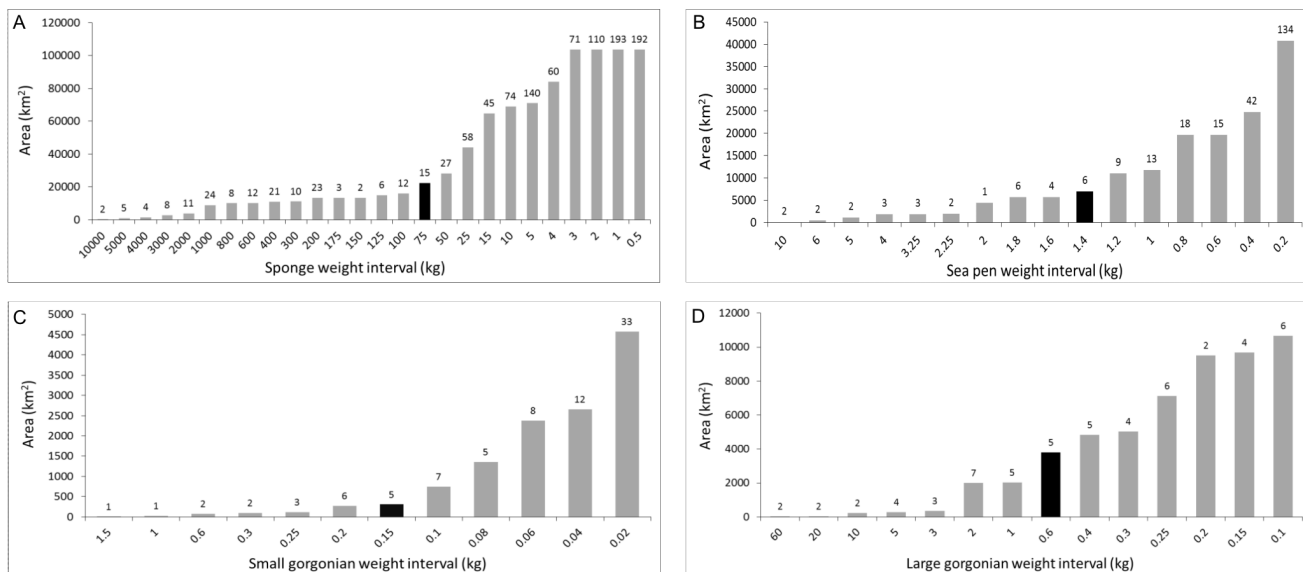 A
120000
100000
80000
60000
40000
20000
0
Area (km²)
2 5 4 8 11 24 8 12 21 10 23 3 2 6 12 15 27 58 45 74 140 60 71 110 193 192
10000 5000 4000 3000 2000 1000 800 600 400 300 200 175 150 125 100 75 50 25 15 10 5 4 3 2 1 0.5
Sponge weight interval (kg)
B
45000
40000
35000
30000
25000
20000
15000
10000
5000
0
Area (km²)
2 2 2 3 3 2 1 6 4 6 9 13 18 15 42 134
10 6 5 4 3.25 2.25 2 1.8 1.6 1.4 1.2 1 0.8 0.6 0.4 0.2
Sea pen weight interval (kg)
C
5000
4500
4000
3500
3000
2500
2000
1500
1000
500
0
Area (km²)
1 1 2 2 3 6 5 7 5 8 12 33
1.5 1 0.6 0.3 0.25 0.2 0.15 0.1 0.08 0.06 0.04 0.02
Small gorgonian weight interval (kg)
D
12000
10000
8000
6000
4000
2000
0
Area (km²)
2 2 2 4 3 7 5 5 5 4 6 2 4 6
60 20 10 5 3 2 1 0.6 0.4 0.3 0.25 0.2 0.15 0.1
Large gorgonian weight interval (kg)